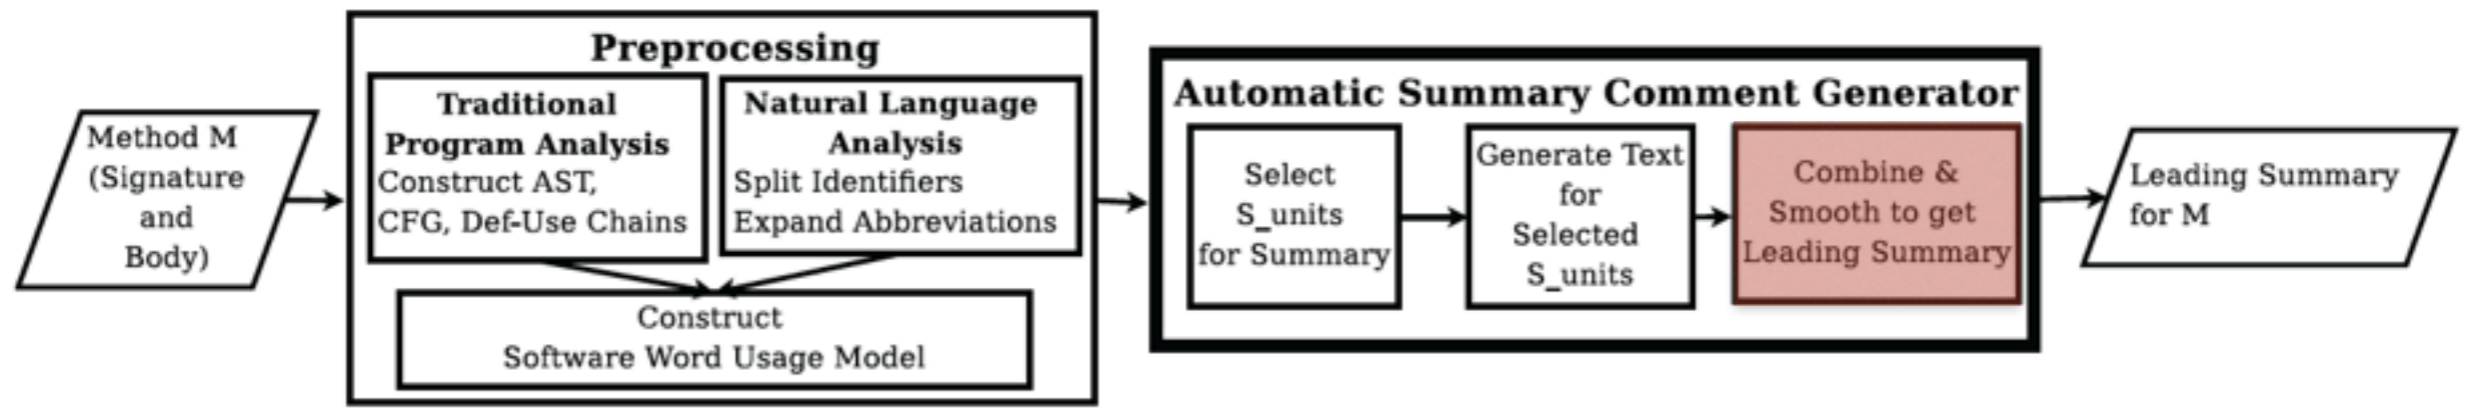 Method M
(Signature
and
Body)
Preprocessing
Traditional
Program Analysis
Construct AST,
CFG, Def-Use Chains
Natural Language
Analysis
Split Identifiers
Expand Abbreviations
Construct
Software Word Usage Model
Automatic Summary Comment Generator
Select
S_units
for Summary
Generate Text
for
Selected
S_units
Combine &
Smooth to get
Leading Summary
Leading Summary
for M